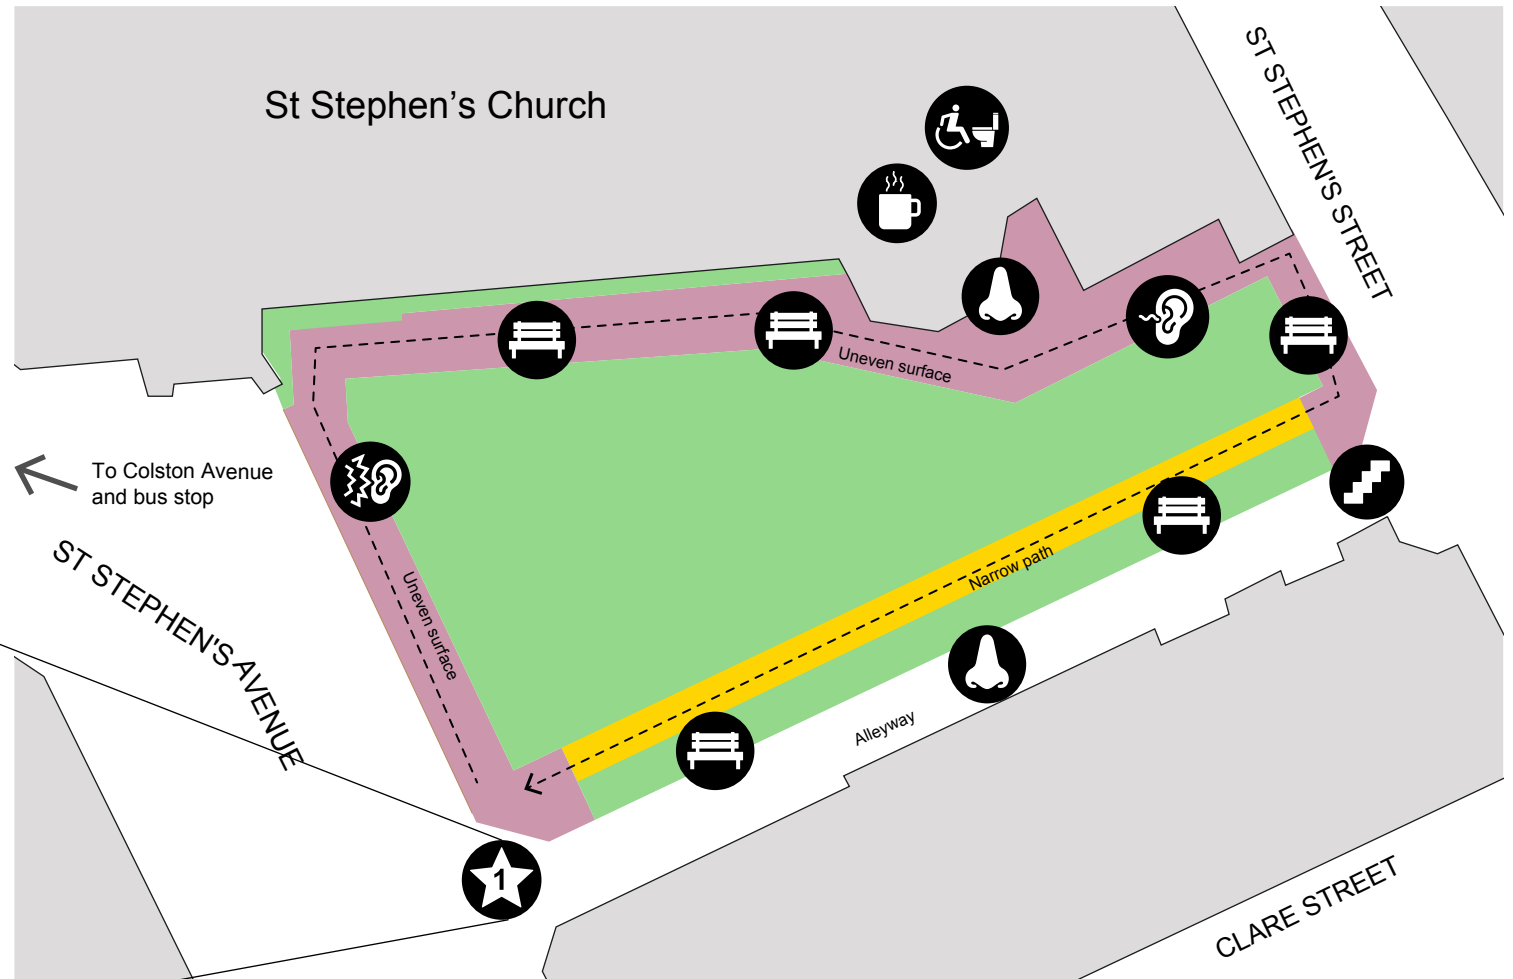 St Stephen's Church
ST STEPHEN'S STREET
Uneven surface
To Colston Avenue
and bus stop
ST STEPHEN'S AVENUE
Uneven surface
Narrow path
Alleyway
1
CLARE STREET